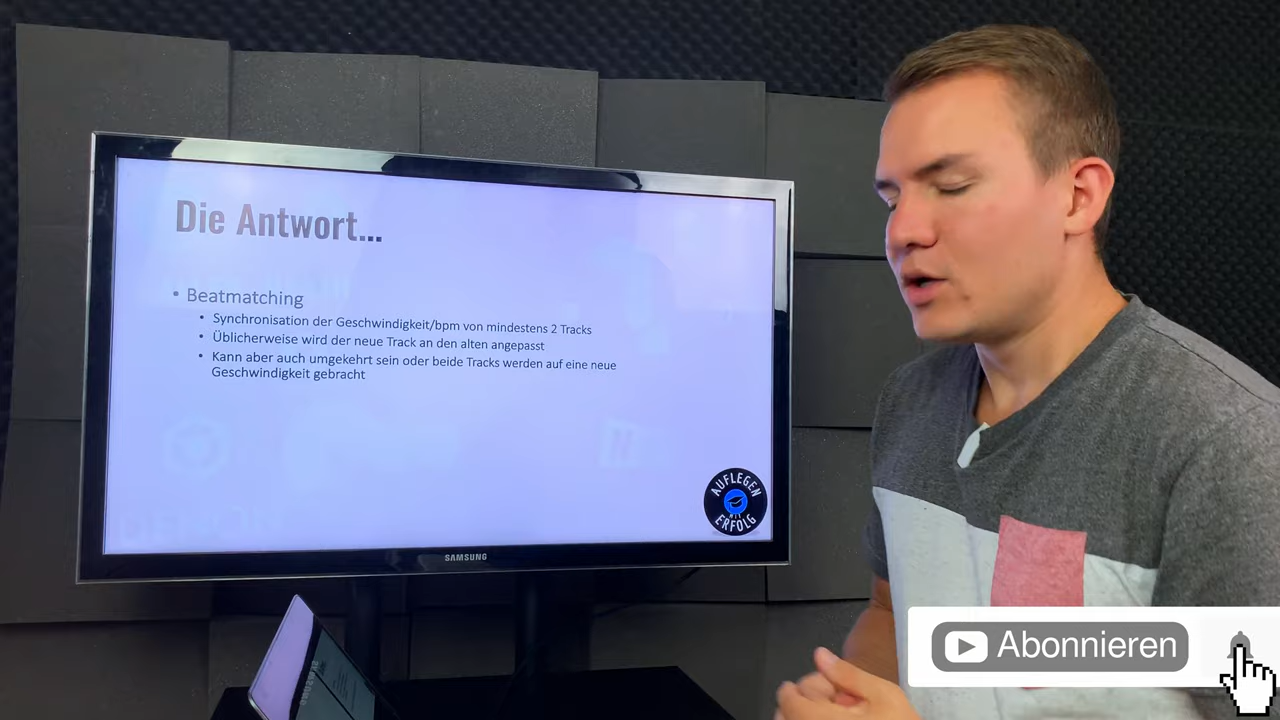 Die Antwort...
• Beatmatching
• Synchronisation der Geschwindigkeit/bpm von mindestens 2 Tracks
• Üblicherweise wird der neue Track an den alten angepasst
• Kann aber auch umgekehrt sein oder beide Tracks werden auf eine neue
Geschwindigkeit gebracht
AUFLEGEN
MIT
ERFOLG
SAMSUNG
Abonnieren